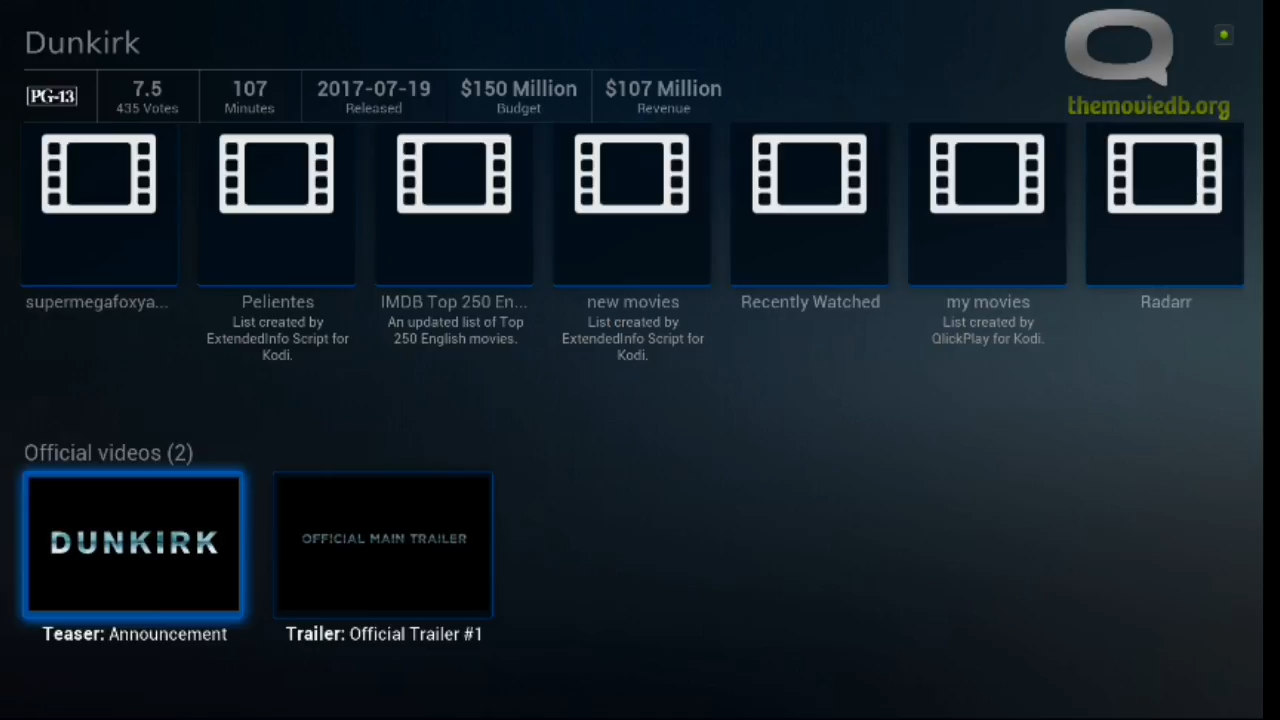 Dunkirk
themoviedb.org
PG-13
7.5
435 Votes
107
Minutes
2017-07-19
Released
$150 Million
Budget
$107 Million
Revenue
supermegafoxya...
Pelientes
List created by
ExtendedInfo Script for
Kodi.
IMDB Top 250 En...
An updated list of Top
250 English movies.
new movies
List created by
ExtendedInfo Script for
Kodi.
Recently Watched
my movies
List created by
QlickPlay for Kodi.
Radarr
Official videos (2)
DUNKIRK
Teaser: Announcement
OFFICIAL MAIN TRAILER
Trailer: Official Trailer #1